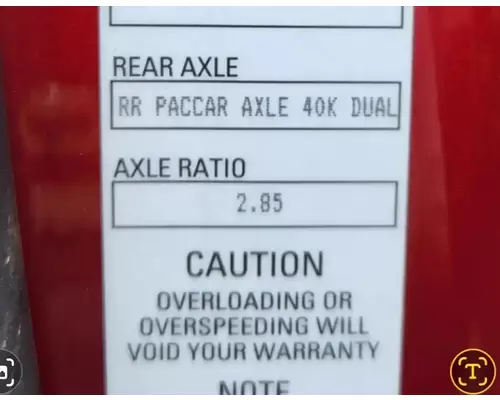 REAR AXLE
RR PACCAR AXLE 40K DUAL
AXLE RATIO
2.85
CAUTION
OVERLOADING OR
OVERSPEEDING WILL
VOID YOUR WARRANTY
NOTE
T